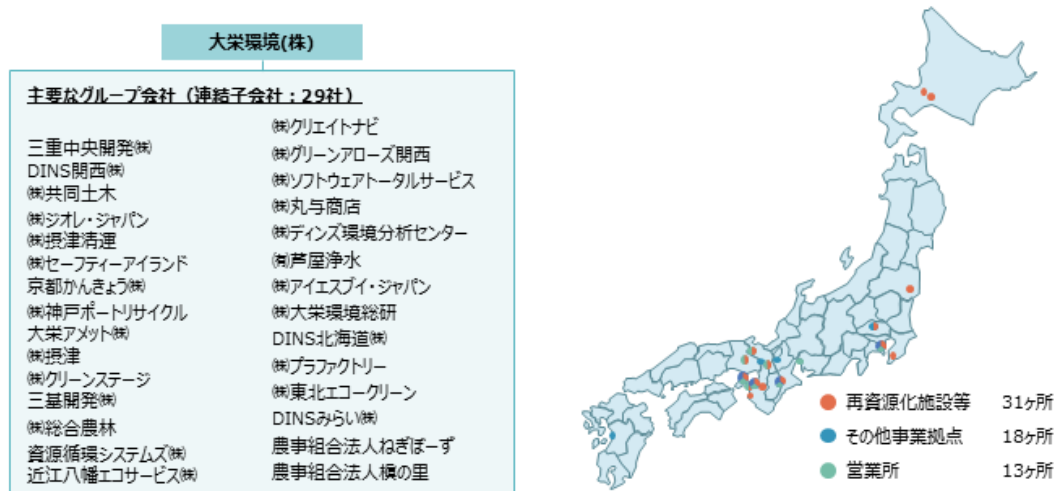 大栄環境(株)
主要なグループ会社（連結子会社：29社）
三重中央開発㈱
DINS関西㈱
㈱共同土木
㈱ジオレ・ジャパン
㈱摂津清運
㈱セーフティーアイランド
京都かんきょう㈱
㈱神戸ポートリサイクル
大栄アメット㈱
㈱摂津
㈱クリーンステージ
三基開発㈱
㈱総合農林
資源循環システムズ㈱
近江八幡エコサービス㈱
㈱クリエイトナビ
㈱グリーンアローズ関西
㈱ソフトウェアトータルサービス
㈱丸与商店
㈱ディンズ環境分析センター
㈲芦屋浄水
㈱アイエスブイ・ジャパン
㈱大栄環境総研
DINS北海道㈱
㈱プラファクトリー
㈱東北エコークリーン
DINSみらい㈱
農事組合法人ねぎぼーず
農事組合法人槇の里
再資源化施設等 31ヶ所
その他事業拠点 18ヶ所
営業所 13ヶ所